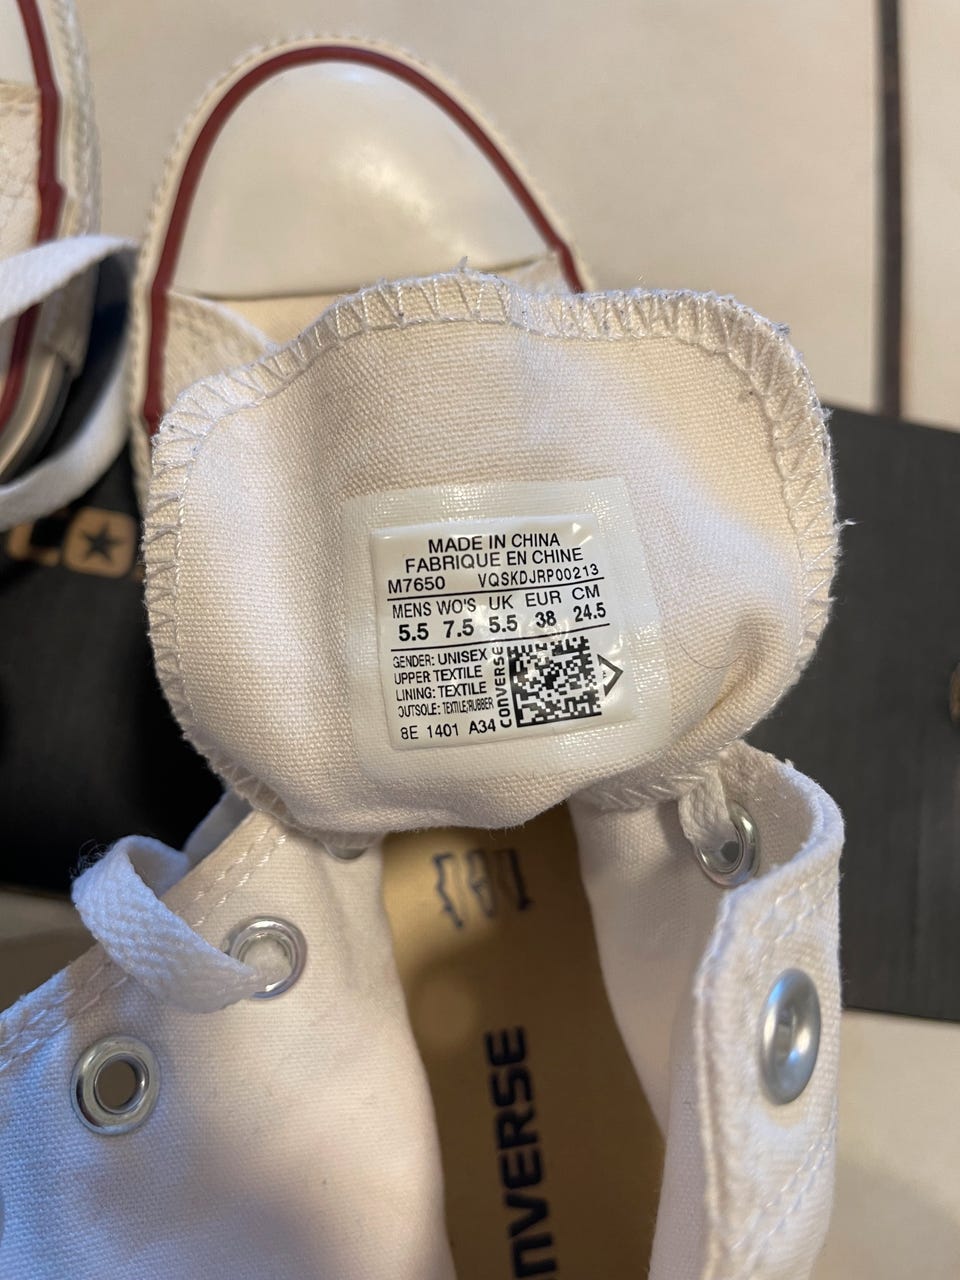 MADE IN CHINA
FABRIQUE EN CHINE
M7650 VQSKDJRP00213
MENS WO'S UK EUR CM
5.5 7.5 5.5 38 24.5
GENDER: UNISEX
UPPER TEXTILE
LINING: TEXTILE
OUTSOLE: TEXTILE/RUBBER
8E 1401 A34
CONVERSE
CONVERSE